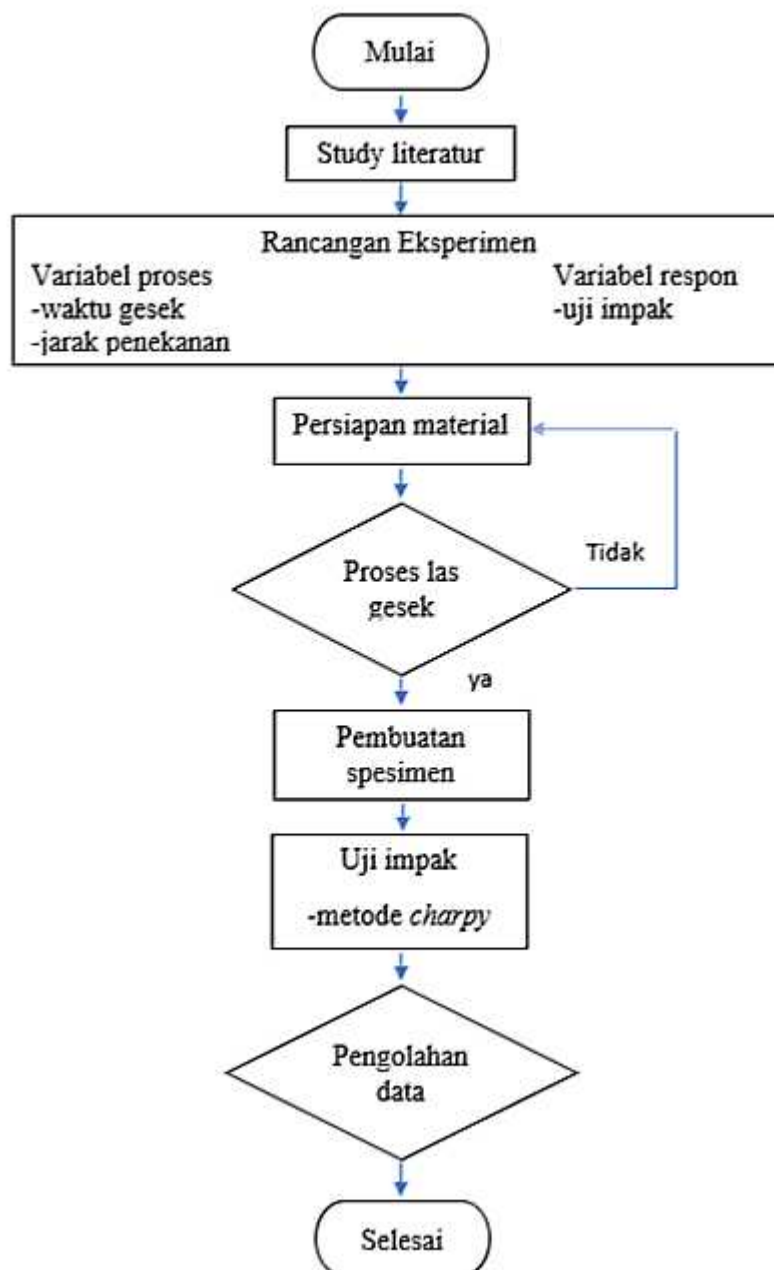 Mulai
Study literatur
Rancangan Eksperimen
Variabel proses
-waktu gesek
-jarak penekanan
Variabel respon
-uji impak
Persiapan material
Proses las
gesek
Tidak
ya
Pembuatan
spesimen
Uji impak
-metode charpy
Pengolahan
data
Selesai